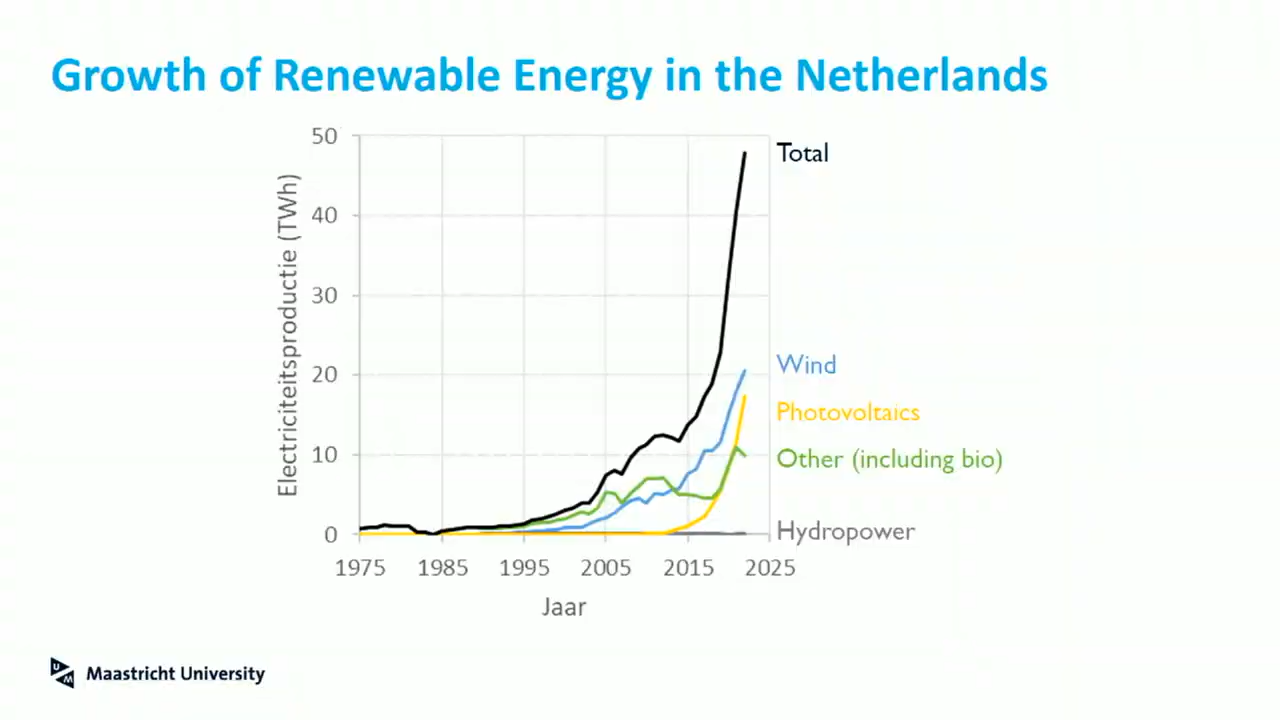 Growth of Renewable Energy in the Netherlands
50
40
30
20
10
0
Electriciteitsproductie (TWh)
1975 1985 1995 2005 2015 2025
Jaar
Total
Wind
Photovoltaics
Other (including bio)
Hydropower
UM
Maastricht University